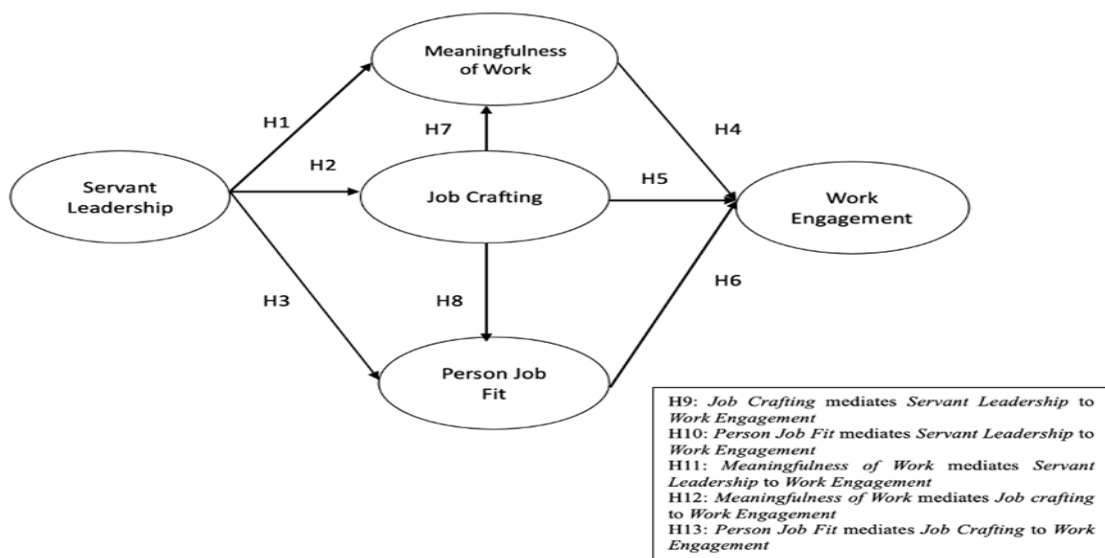 Meaningfulness
of Work
H1
H7
H4
H2
H5
Servant
Leadership
Job Crafting
Work
Engagement
H3
H8
H6
Person Job
Fit
H9: Job Crafting mediates Servant Leadership to
Work Engagement
H10: Person Job Fit mediates Servant Leadership to
Work Engagement
H11: Meaningfulness of Work mediates Servant
Leadership to Work Engagement
H12: Meaningfulness of Work mediates Job crafting
to Work Engagement
H13: Person Job Fit mediates Job Crafting to Work
Engagement